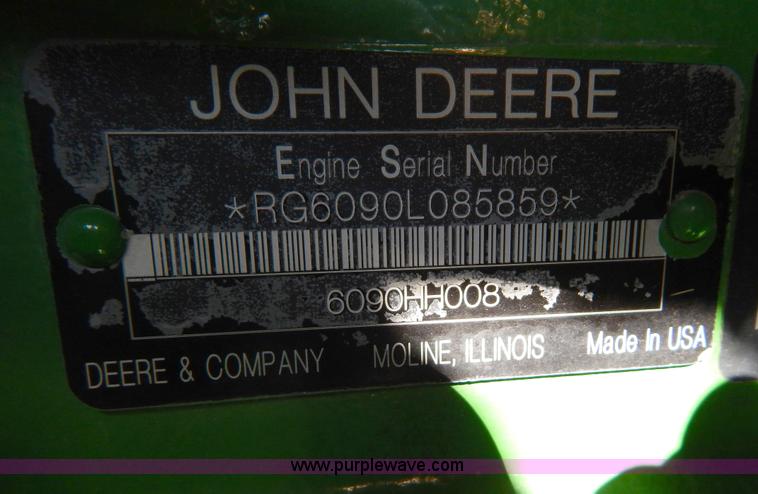 JOHN DEERE
Engine Serial Number
*RG6090L085859*
6090HH008
DEERE & COMPANY MOLINE, ILLINOIS Made In USA
www.purplewave.com